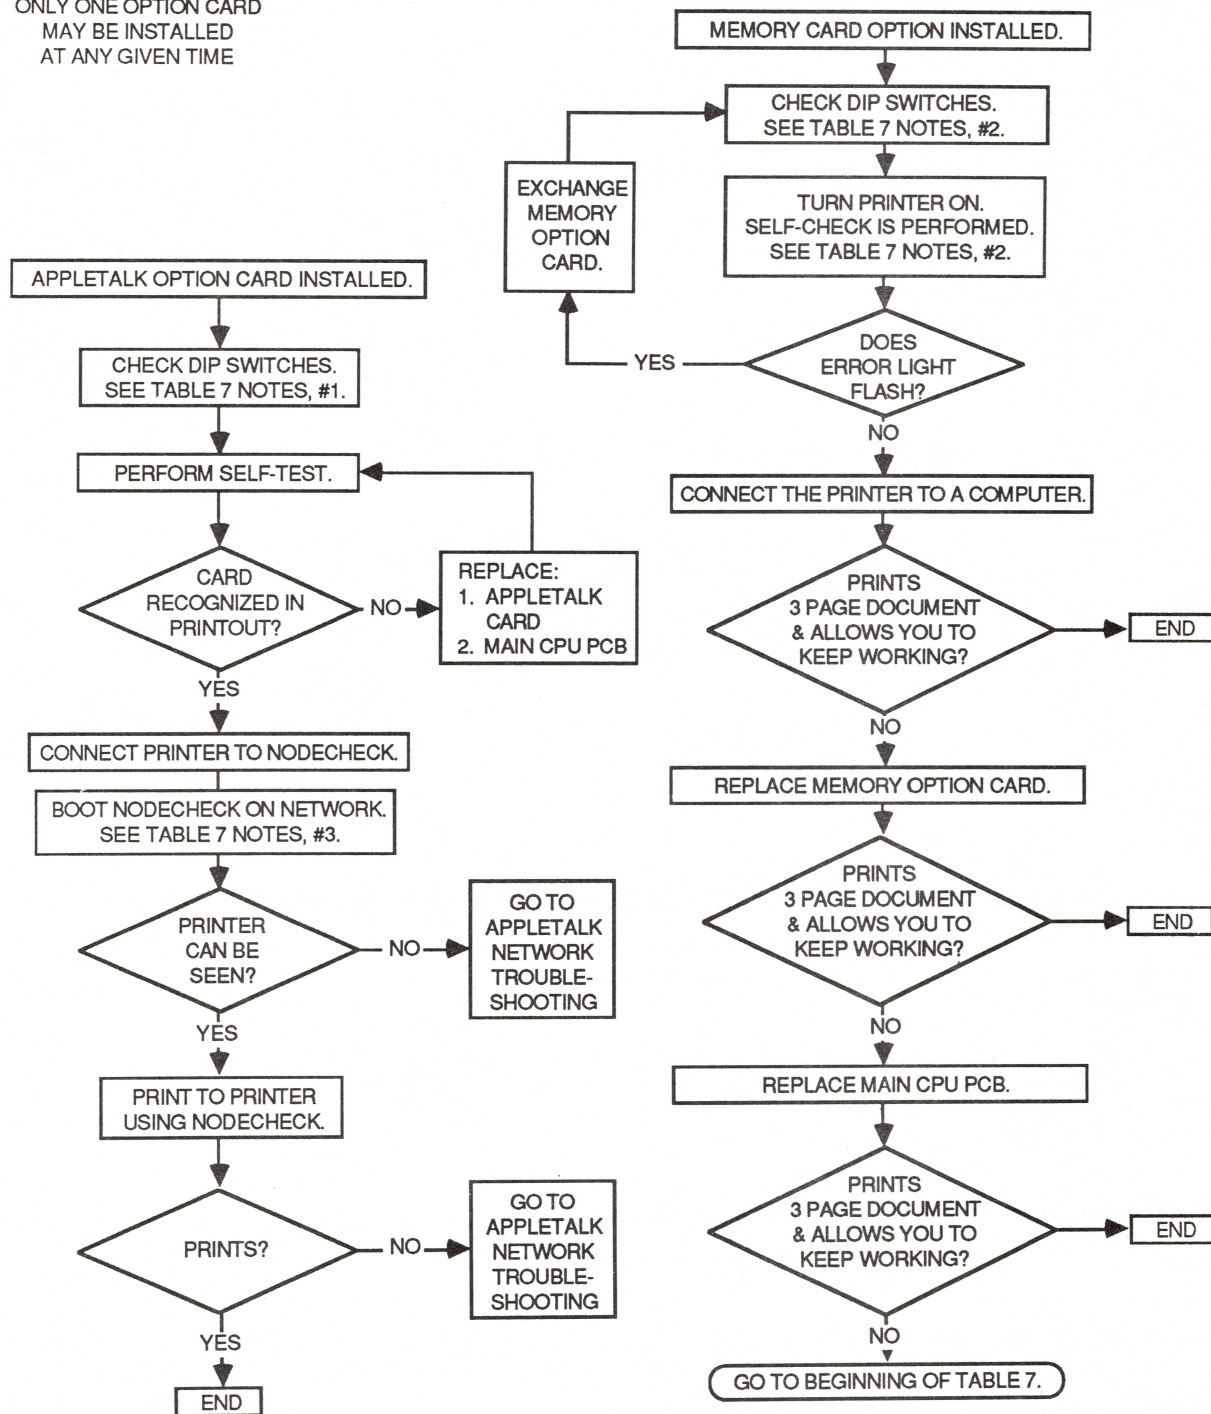 ONLY ONE OPTION CARD
MAY BE INSTALLED
AT ANY GIVEN TIME
APPLETALK OPTION CARD INSTALLED.
CHECK DIP SWITCHES.
SEE TABLE 7 NOTES, #1.
PERFORM SELF-TEST.
CARD
RECOGNIZED IN
PRINTOUT?
NO
REPLACE:
1. APPLETALK
CARD
2. MAIN CPU PCB
YES
CONNECT PRINTER TO NODECHECK.
BOOT NODECHECK ON NETWORK.
SEE TABLE 7 NOTES, #3.
PRINTER
CAN BE
SEEN?
NO
GO TO
APPLETALK
NETWORK
TROUBLE-
SHOOTING
YES
PRINT TO PRINTER
USING NODECHECK.
PRINTS?
NO
GO TO
APPLETALK
NETWORK
TROUBLE-
SHOOTING
YES
END
MEMORY CARD OPTION INSTALLED.
CHECK DIP SWITCHES.
SEE TABLE 7 NOTES, #2.
EXCHANGE
MEMORY
OPTION
CARD.
TURN PRINTER ON.
SELF-CHECK IS PERFORMED.
SEE TABLE 7 NOTES, #2.
DOES
ERROR LIGHT
FLASH?
YES
NO
CONNECT THE PRINTER TO A COMPUTER.
PRINTS
3 PAGE DOCUMENT
& ALLOWS YOU TO
KEEP WORKING?
END
NO
REPLACE MEMORY OPTION CARD.
PRINTS
3 PAGE DOCUMENT
& ALLOWS YOU TO
KEEP WORKING?
END
NO
REPLACE MAIN CPU PCB.
PRINTS
3 PAGE DOCUMENT
& ALLOWS YOU TO
KEEP WORKING?
END
NO
GO TO BEGINNING OF TABLE 7.